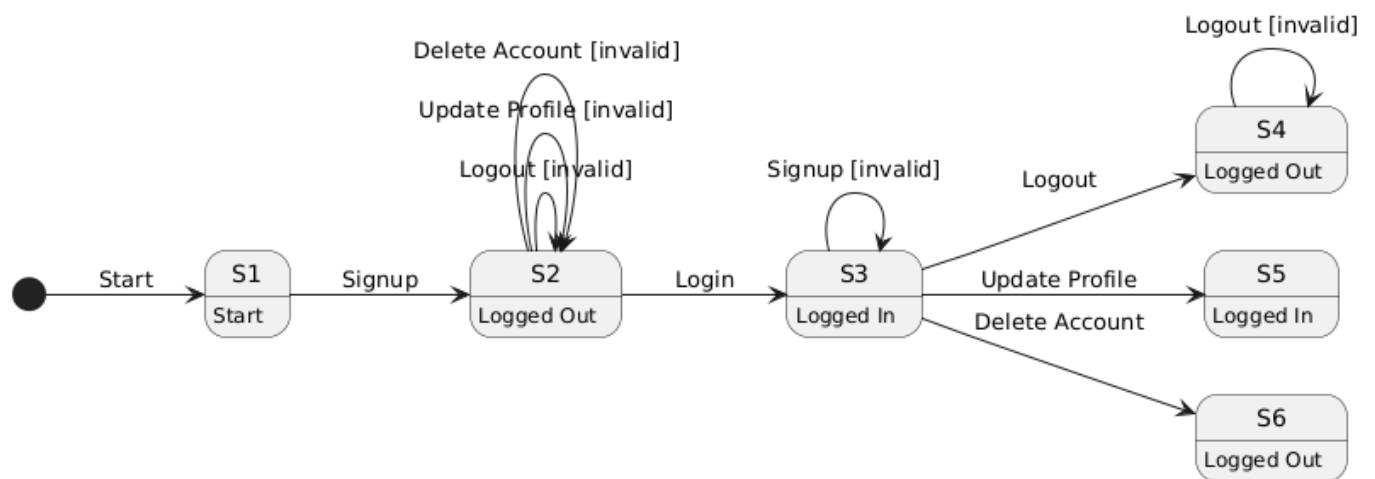 Logout [invalid]
Delete Account [invalid]
Update Profile [invalid]
Logout [invalid]
Signup [invalid]
S4
Logged Out
Logout
Start
S1
Start
Signup
S2
Logged Out
Login
S3
Logged In
Update Profile
S5
Logged In
Delete Account
S6
Logged Out